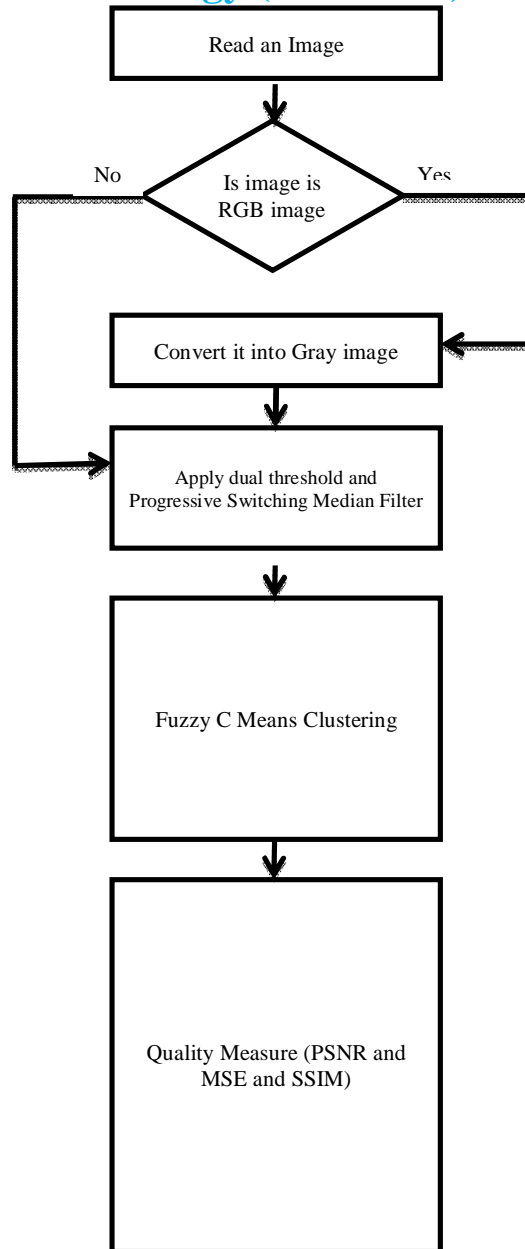 Read an Image
No
Yes
Is image is
RGB image
Convert it into Gray image
Apply dual threshold and
Progressive Switching Median Filter
Fuzzy C Means Clustering
Quality Measure (PSNR and
MSE and SSIM)